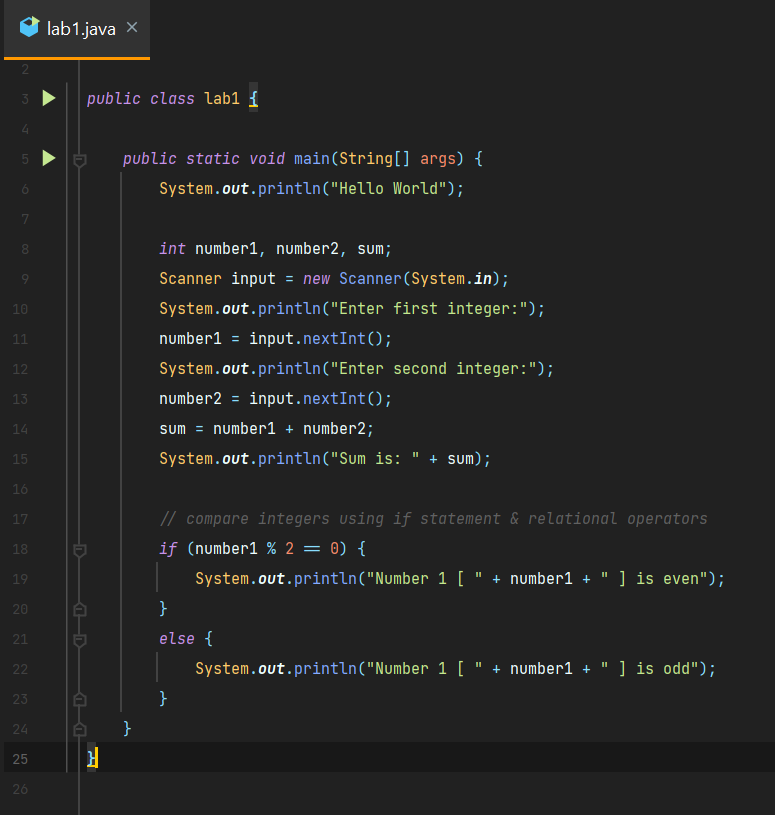 lab1.java ×
2
3 public class lab1 {
4
5 public static void main(String[] args) {
6 System.out.println("Hello World");
7
8 int number1, number2, sum;
9 Scanner input = new Scanner(System.in);
10 System.out.println("Enter first integer:");
11 number1 = input.nextInt();
12 System.out.println("Enter second integer:");
13 number2 = input.nextInt();
14 sum = number1 + number2;
15 System.out.println("Sum is: " + sum);
16
17 // compare integers using if statement & relational operators
18 if (number1 % 2 == 0) {
19 System.out.println("Number 1 [ " + number1 + " ] is even");
20 }
21 else {
22 System.out.println("Number 1 [ " + number1 + " ] is odd");
23 }
24 }
25 }
26